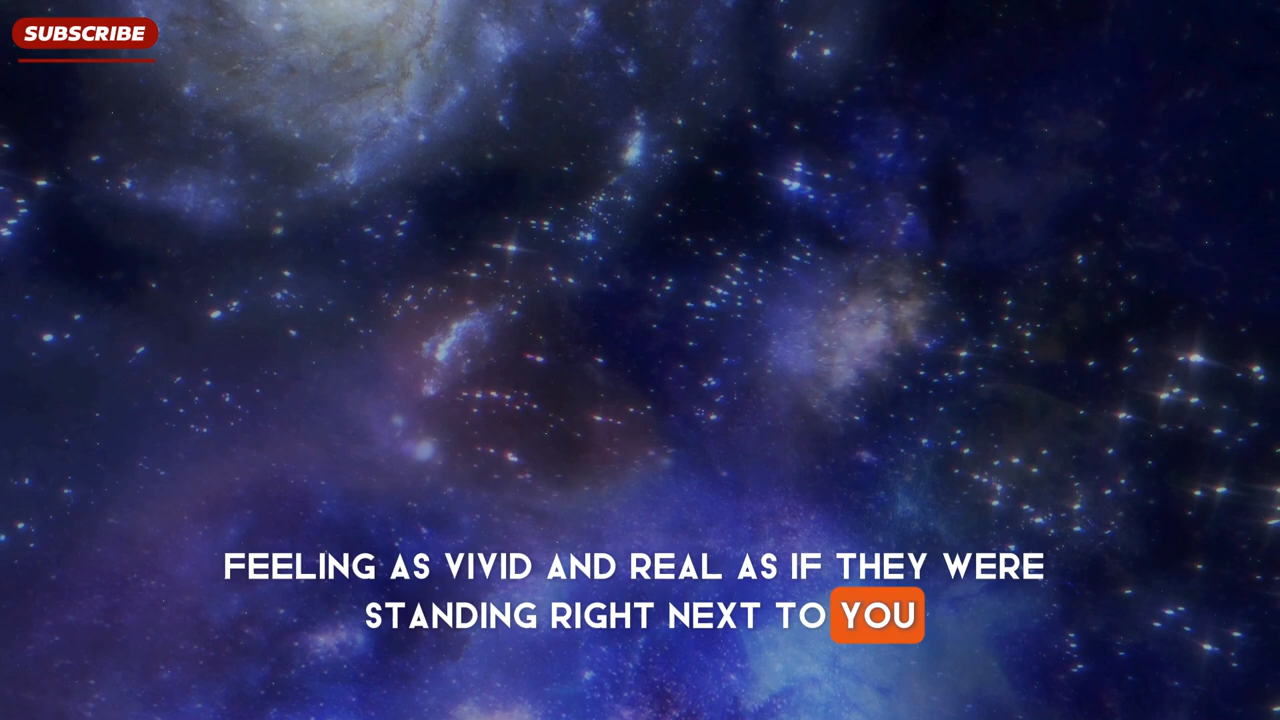 SUBSCRIBE
FEELING AS VIVID AND REAL AS IF THEY WERE
STANDING RIGHT NEXT TO YOU